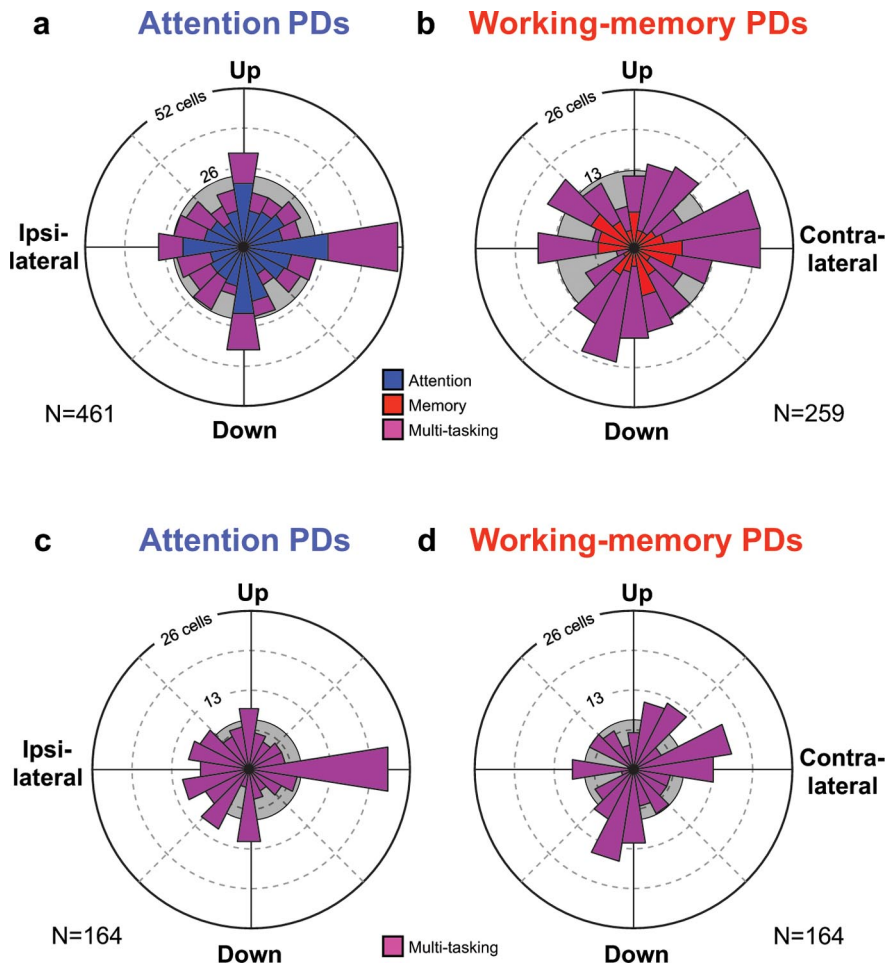 a Attention PDs
b Working-memory PDs
Up
52 cells
26
Ipsi-
lateral
Down
N=461
Up
26 cells
13
Contra-
lateral
Down
N=259
Attention
Memory
Multi-tasking
c Attention PDs
d Working-memory PDs
Up
26 cells
13
Ipsi-
lateral
Down
N=164
Up
26 cells
13
Contra-
lateral
Down
N=164
Multi-tasking